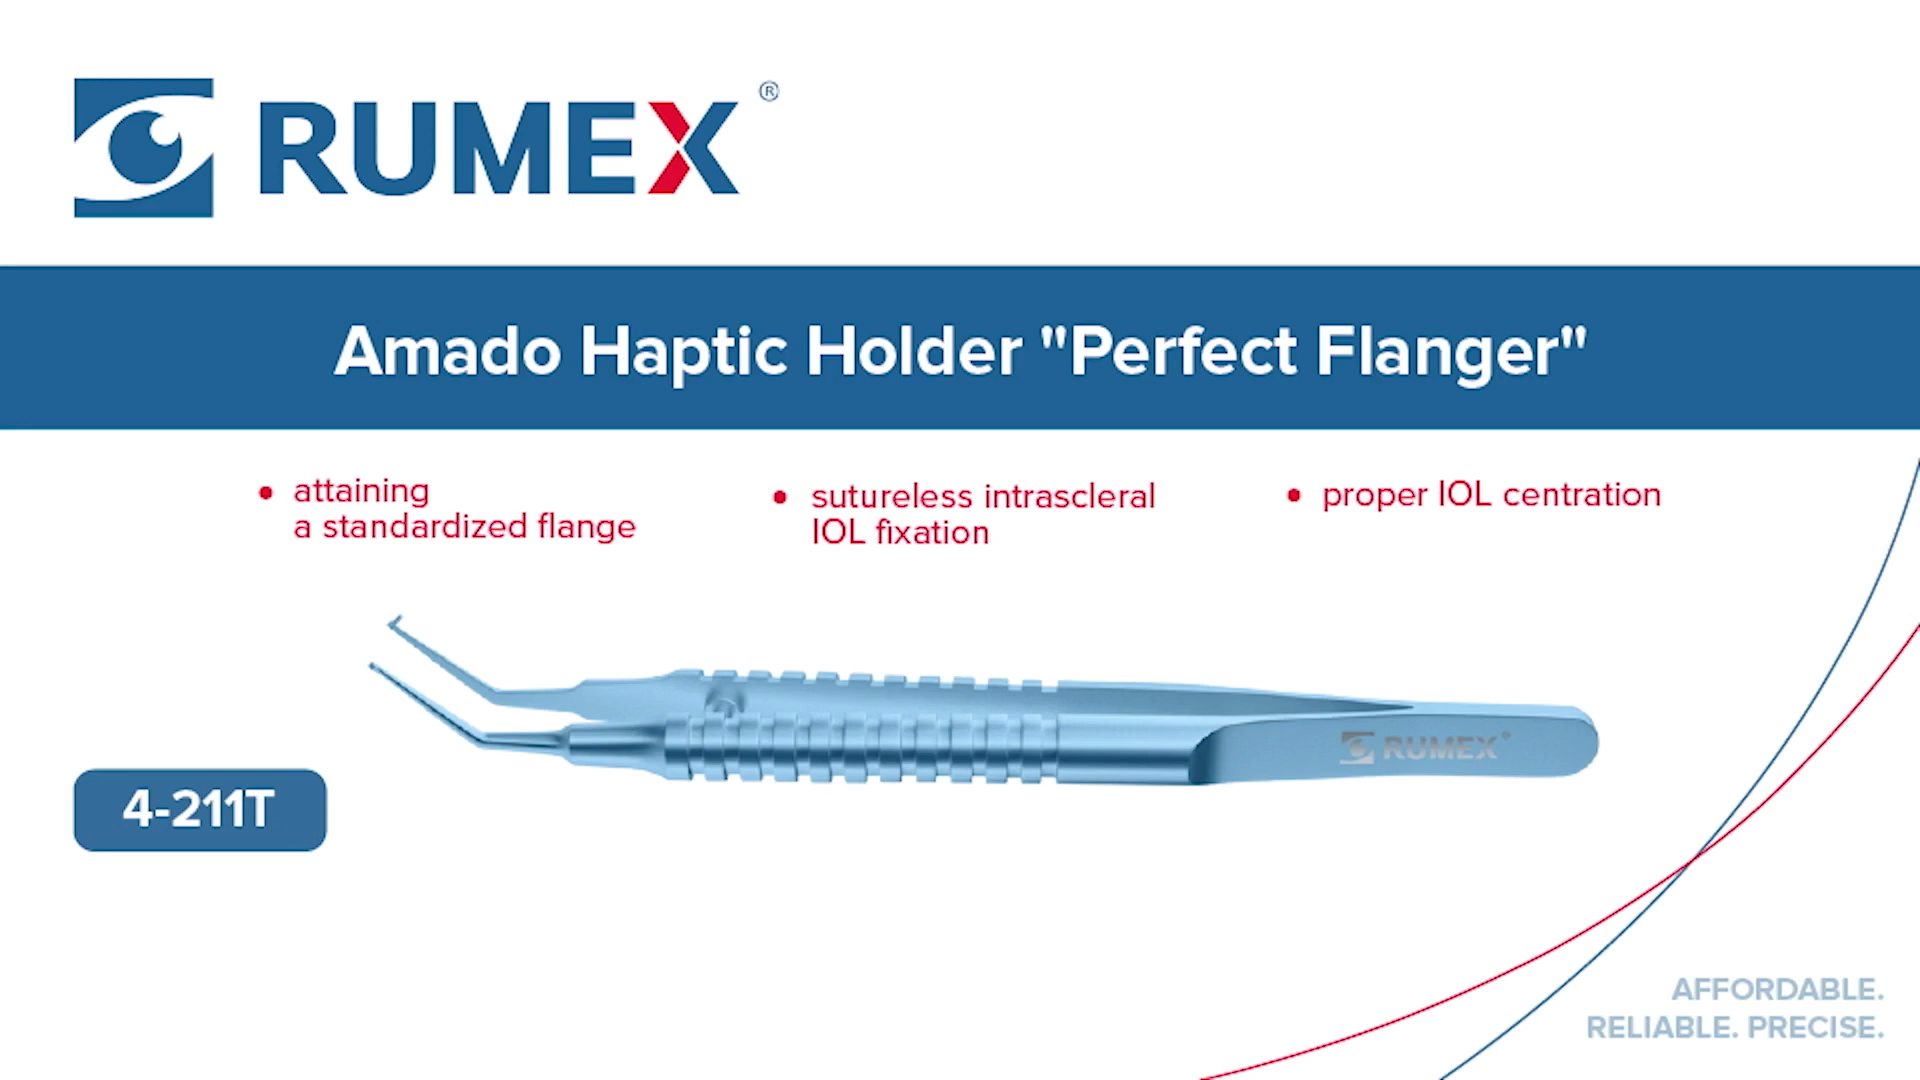 RUMEX®
Amado Haptic Holder "Perfect Flanger"
• attaining
a standardized flange
• sutureless intrascleral
IOL fixation
• proper IOL centration
RUMEX®
4-211T
AFFORDABLE.
RELIABLE. PRECISE.